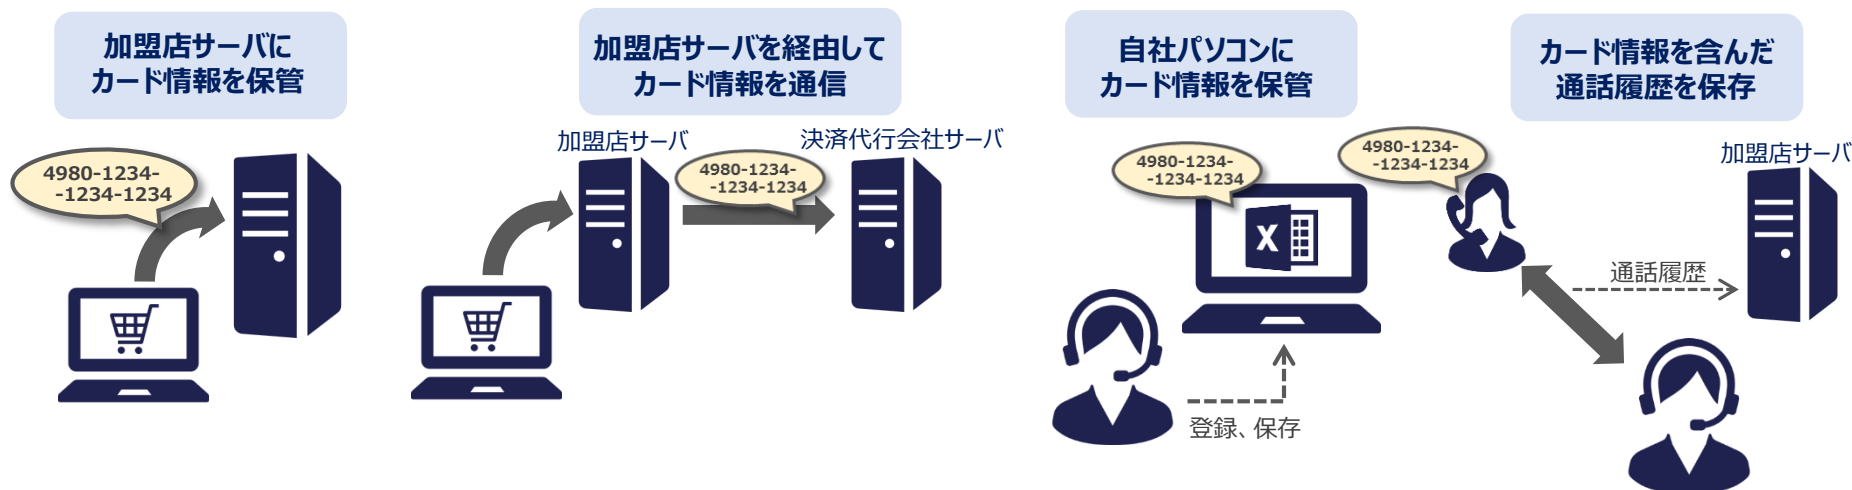 加盟店サーバに
カード情報を保管
4980-1234-
-1234-1234
加盟店サーバを経由して
カード情報を通信
加盟店サーバ
決済代行会社サーバ
4980-1234-
-1234-1234
自社パソコンに
カード情報を保管
4980-1234-
-1234-1234
X
登録、保存
カード情報を含んだ
通話履歴を保存
4980-1234-
-1234-1234
加盟店サーバ
通話履歴